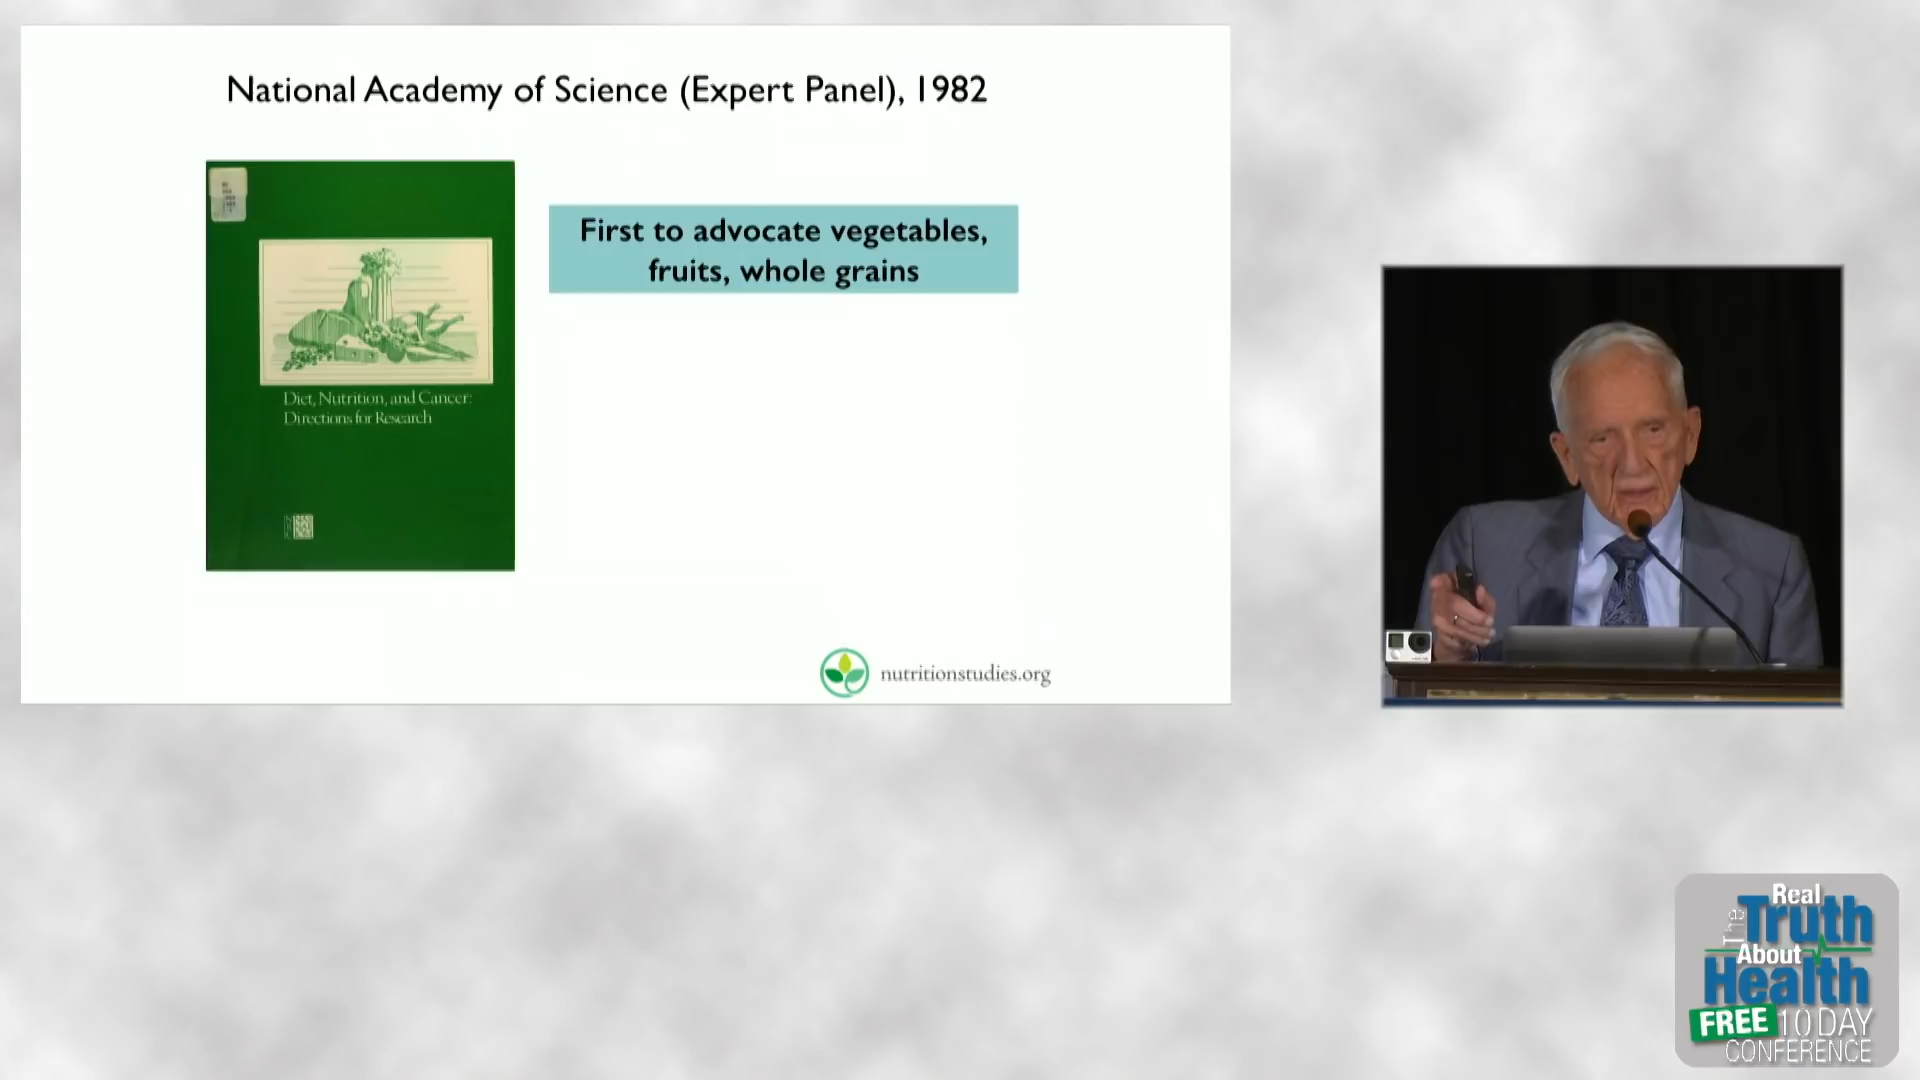 National Academy of Science (Expert Panel), 1982
First to advocate vegetables,
fruits, whole grains
Diet, Nutrition, and Cancer:
Directions for Research
nutritionstudies.org
The Real
Truth
About
Health
FREE 10 DAY
CONFERENCE